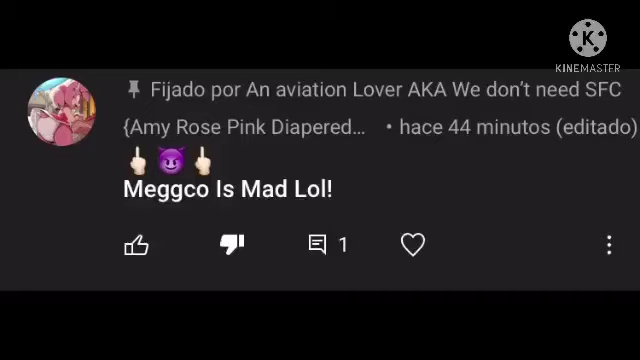 KINEMASTER
Fijado por An aviation Lover AKA We don't need SFC
{Amy Rose Pink Diapered... • hace 44 minutos (editado)
🖕🏻😈🖕🏻
Meggco Is Mad Lol!
1